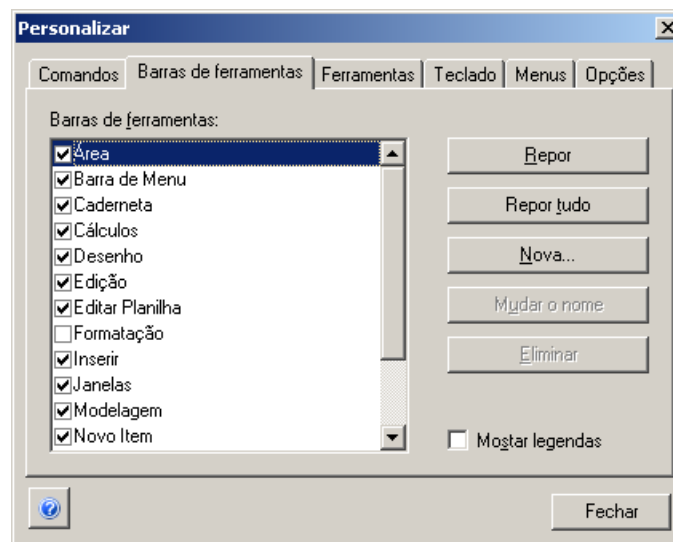 Personalizar
Comandos Barras de ferramentas Ferramentas Teclado Menus Opções
Barras de ferramentas:
Área
Barra de Menu
Caderneta
Cálculos
Desenho
Edição
Editar Planilha
Formatação
Inserir
Janelas
Modelagem
Novo Item
Repor
Repor tudo
Nova...
Mudar o nome
Eliminar
Mostar legendas
Fechar